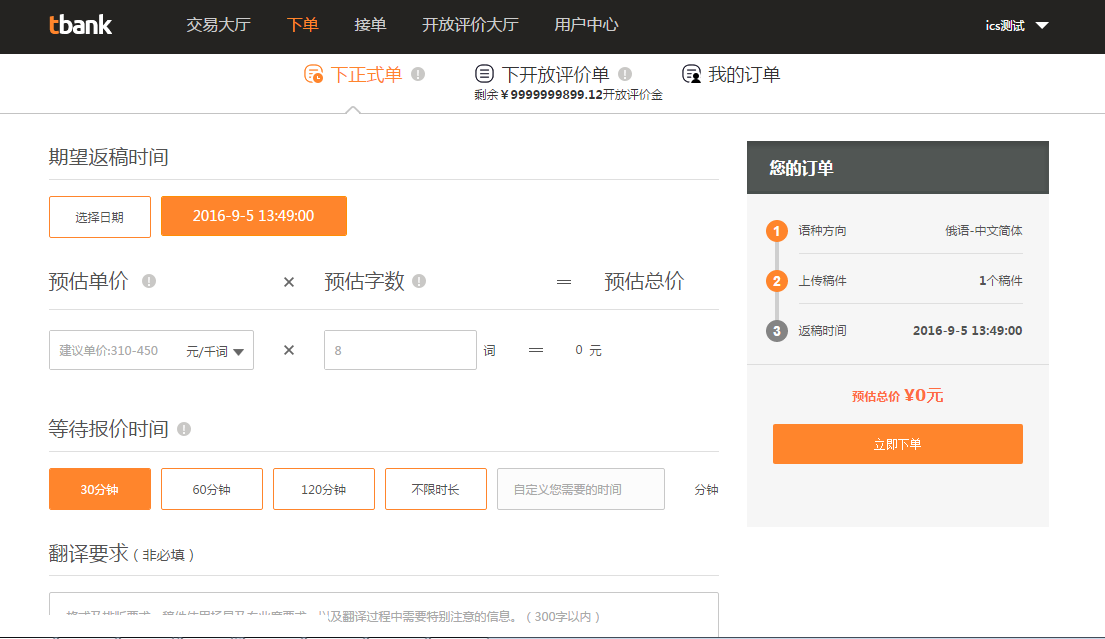 tbank 交易大厅 下单 接单 开放评价大厅 用户中心 ics测试
下正式单 下开放评价单 我的订单
剩余￥9999999899.12开放评价金
期望返稿时间
选择日期 2016-9-5 13:49:00
预估单价 × 预估字数 = 预估总价
建议单价:310-450 元/千词 × 8 词 = 0 元
等待报价时间
30分钟 60分钟 120分钟 不限时长 自定义您需要的时间 分钟
翻译要求（非必填）
以及翻译过程中需要特别注意的信息。（300字以内）
您的订单
1 语种方向 俄语-中文简体
2 上传稿件 1个稿件
3 返稿时间 2016-9-5 13:49:00
预估总价 ¥0元
立即下单